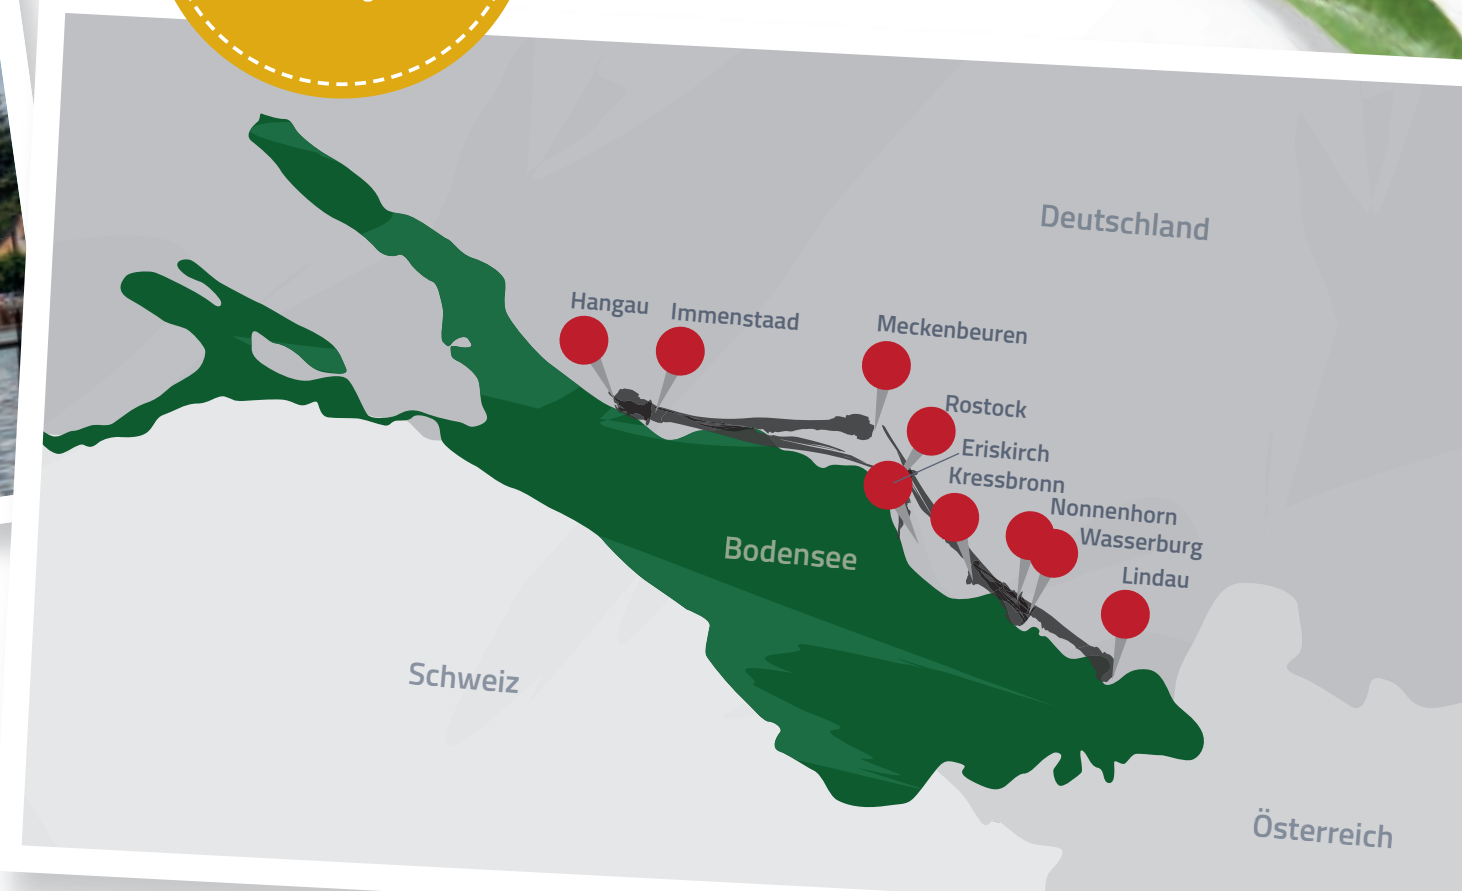 Deutschland
Hangau
Immenstaad
Meckenbeuren
Rostock
Eriskirch
Kressbronn
Nonnenhorn
Wasserburg
Bodensee
Lindau
Schweiz
Österreich